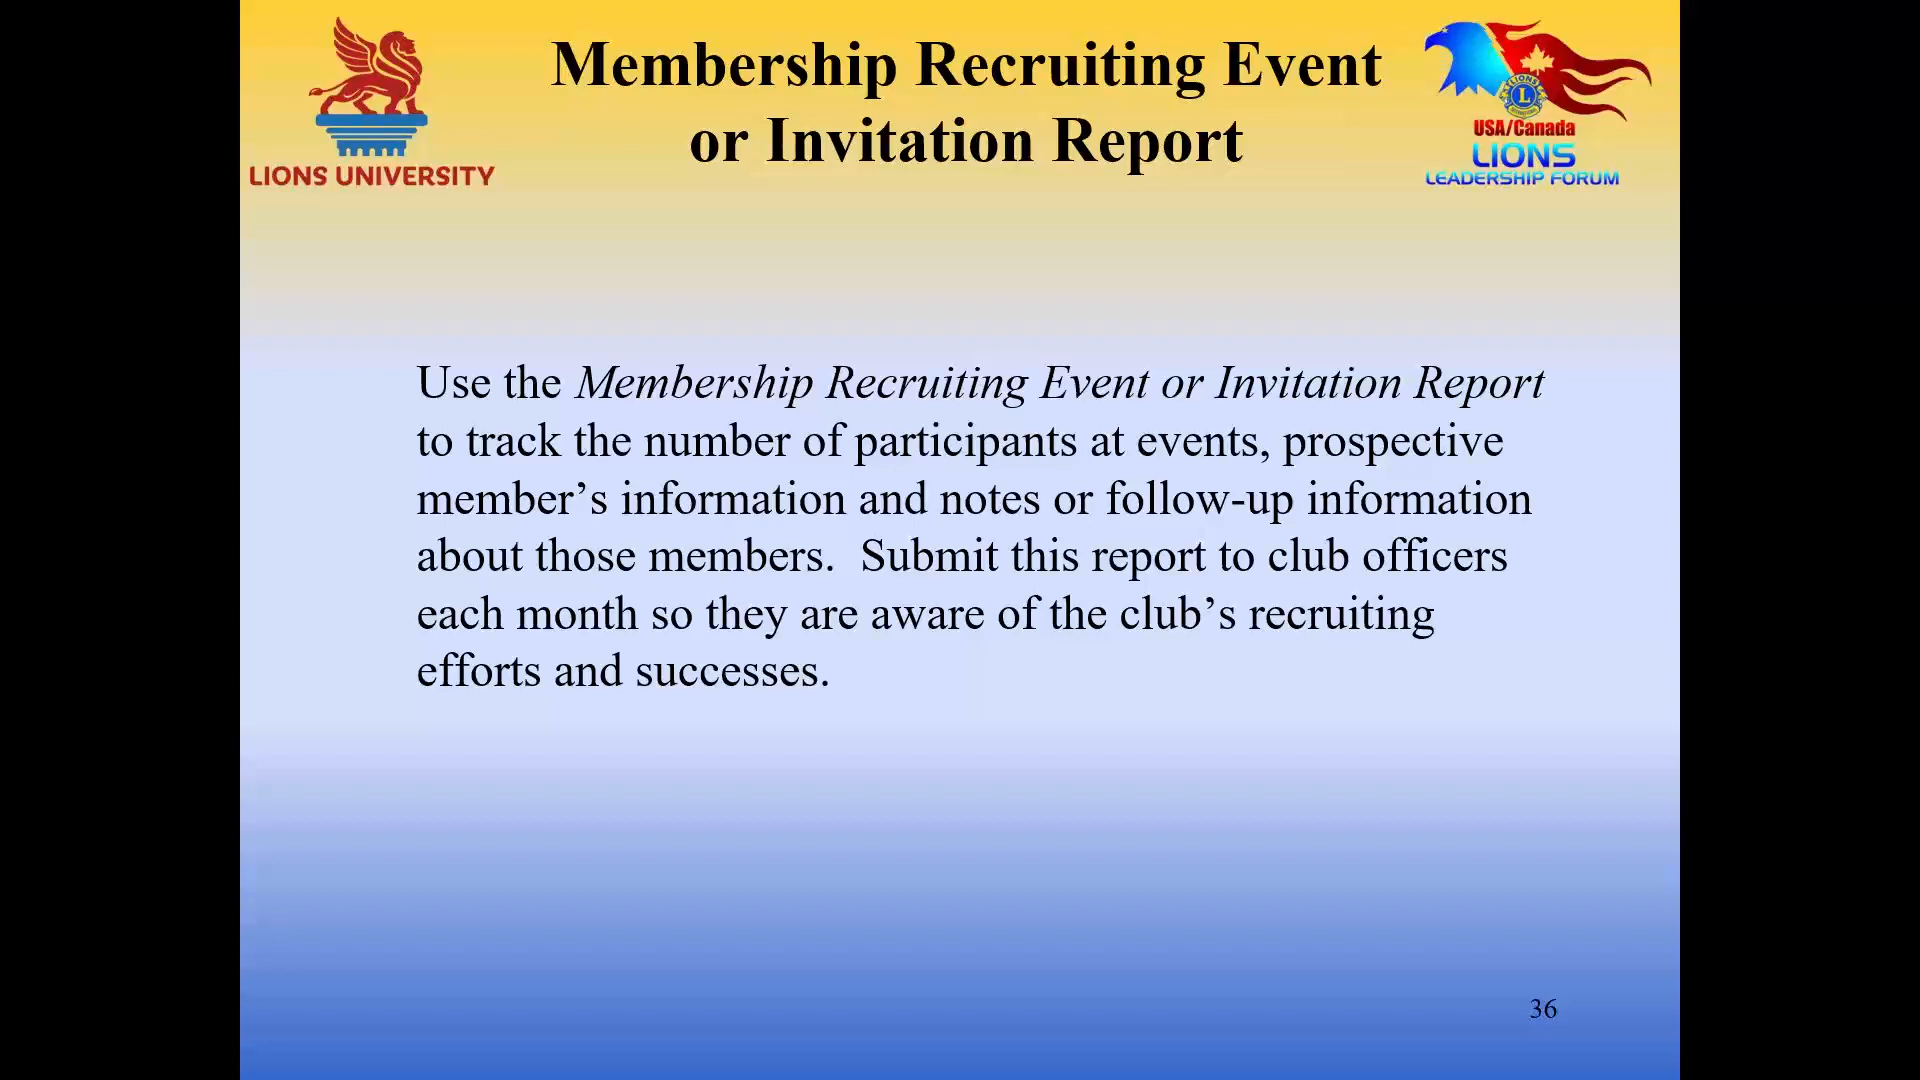 Membership Recruiting Event
or Invitation Report
LIONS UNIVERSITY
LIONS
L
USA/Canada
LIONS
LEADERSHIP FORUM
Use the Membership Recruiting Event or Invitation Report
to track the number of participants at events, prospective
member’s information and notes or follow-up information
about those members.  Submit this report to club officers
each month so they are aware of the club’s recruiting
efforts and successes.
36